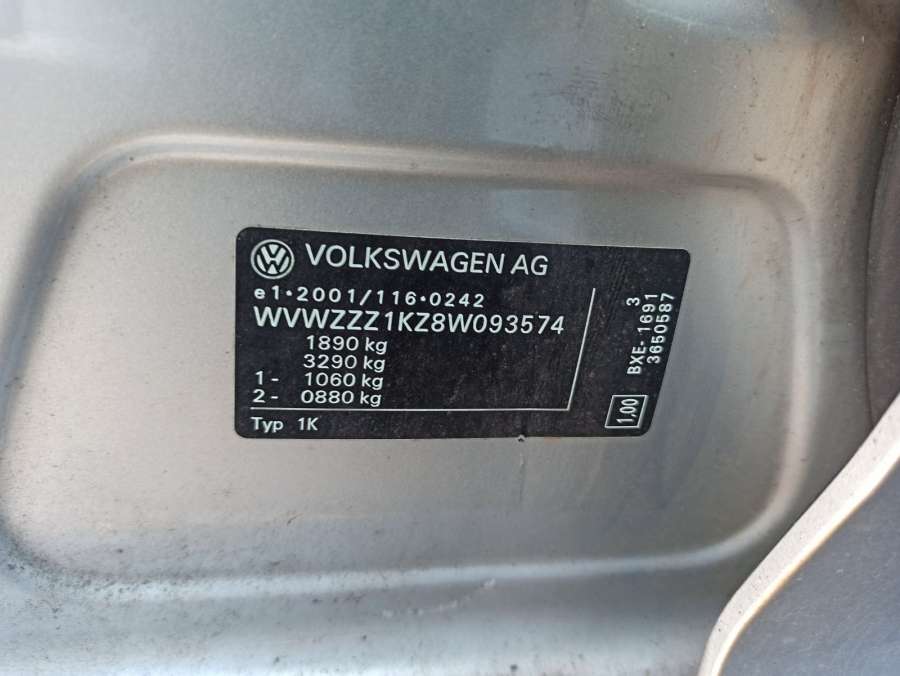 VOLKSWAGEN AG
e1*2001/116*0242
WVWZZZ1KZ8W093574
1890 kg
3290 kg
1- 1060 kg
2- 0880 kg
Typ 1K
3
BXE-1691
3650587
1,00